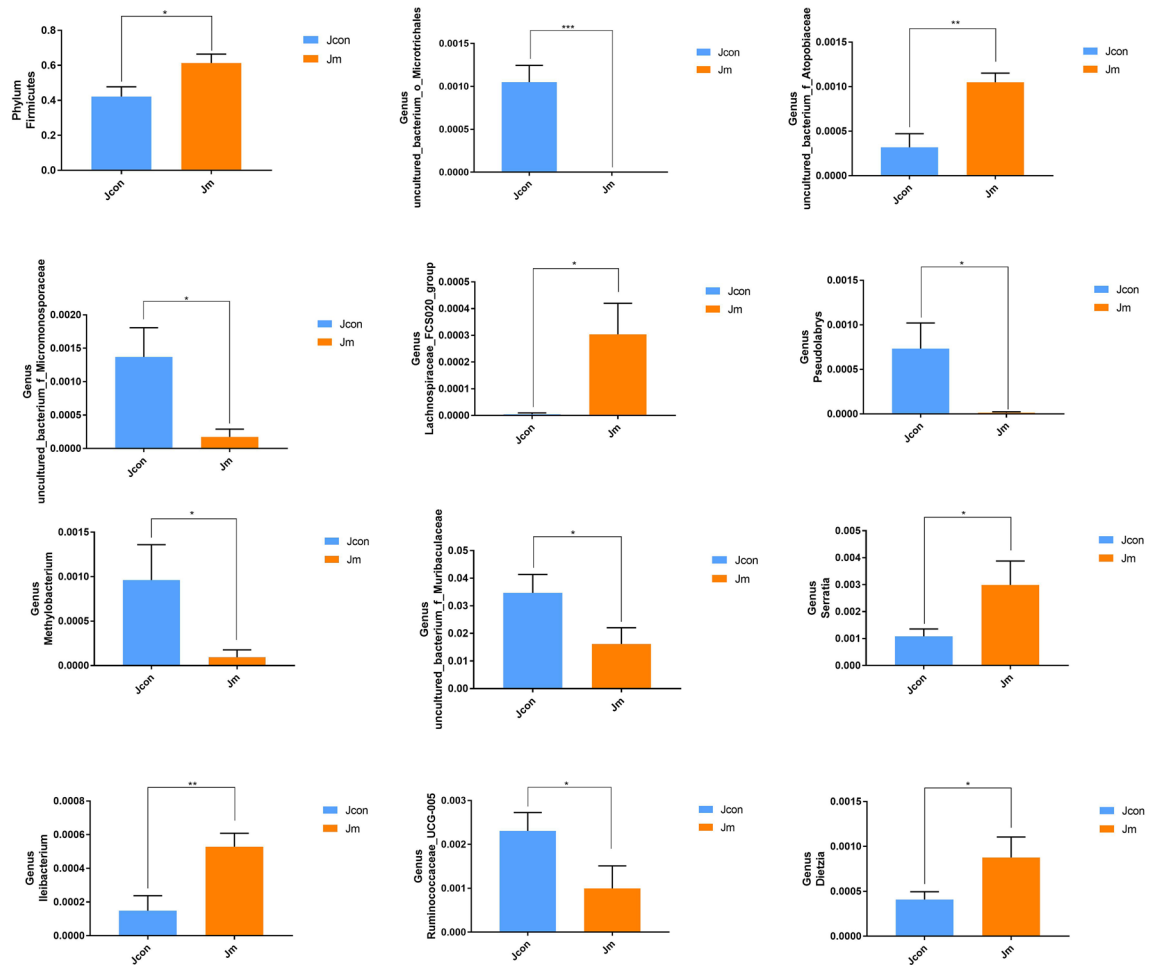 Phylum
Firmicutes
0.8
0.6
0.4
0.2
0.0
*
Jcon
Jm
Jcon
Jm
Genus
uncultured_bacterium_o_Microtrichales
0.0015
0.0010
0.0005
0.0000
***
Jcon
Jm
Jcon
Jm
Genus
uncultured_bacterium_f_Atopobiaceae
0.0015
0.0010
0.0005
0.0000
**
Jcon
Jm
Jcon
Jm
Genus
uncultured_bacterium_f_Micromonosporaceae
0.0020
0.0015
0.0010
0.0005
0.0000
*
Jcon
Jm
Jcon
Jm
Genus
Lachnospiraceae_FCS020_group
0.0005
0.0004
0.0003
0.0002
0.0001
0.0000
*
Jcon
Jm
Jcon
Jm
Genus
Pseudolabrys
0.0015
0.0010
0.0005
0.0000
*
Jcon
Jm
Jcon
Jm
Genus
Methylobacterium
0.0015
0.0010
0.0005
0.0000
*
Jcon
Jm
Jcon
Jm
Genus
uncultured_bacterium_f_Muribaculaceae
0.05
0.04
0.03
0.02
0.01
0.00
*
Jcon
Jm
Jcon
Jm
Genus
Serratia
0.005
0.004
0.003
0.002
0.001
0.000
*
Jcon
Jm
Jcon
Jm
Genus
Ileibacterium
0.0008
0.0006
0.0004
0.0002
0.0000
**
Jcon
Jm
Jcon
Jm
Genus
Ruminococcaceae_UCG-005
0.003
0.002
0.001
0.000
*
Jcon
Jm
Jcon
Jm
Genus
Dietzia
0.0015
0.0010
0.0005
0.0000
*
Jcon
Jm
Jcon
Jm